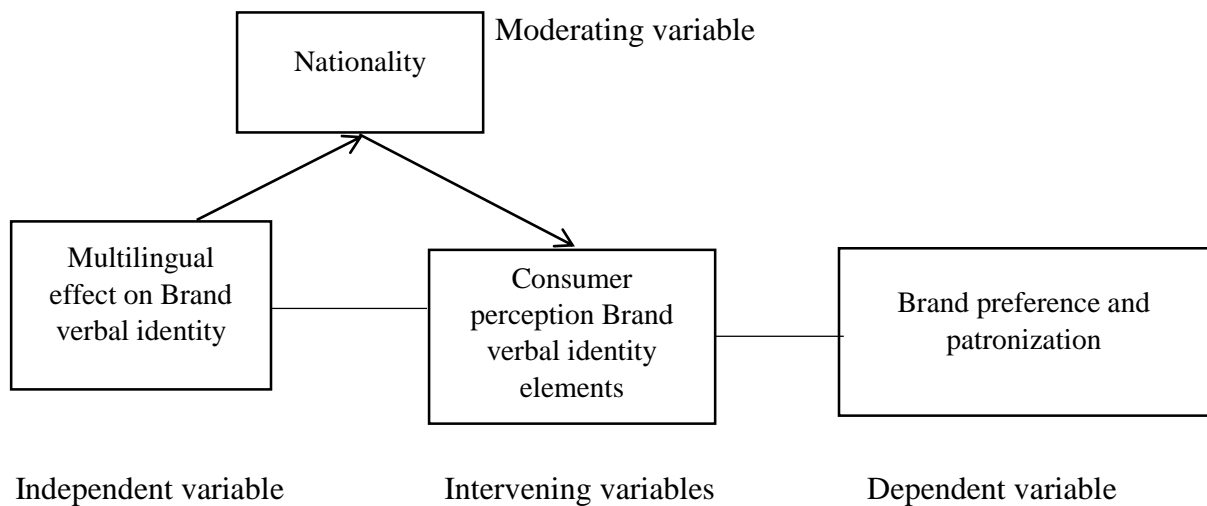 Moderating variable
Nationality
Multilingual
effect on Brand
verbal identity
Consumer
perception Brand
verbal identity
elements
Brand preference and
patronization
Independent variable
Intervening variables
Dependent variable